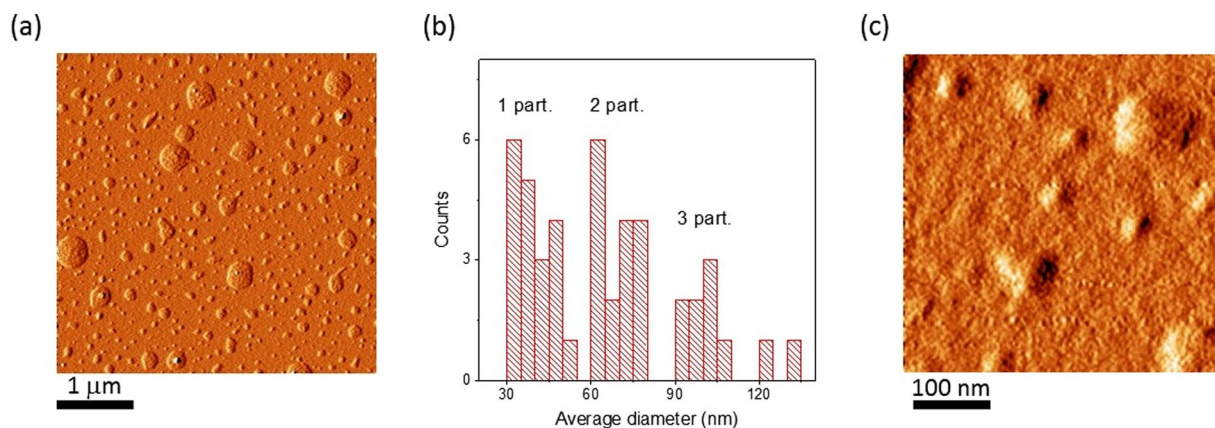 (a)
(b)
(c)
1 part.
2 part.
3 part.
6
3
0
Counts
30
60
90
120
Average diameter (nm)
1 μm
100 nm